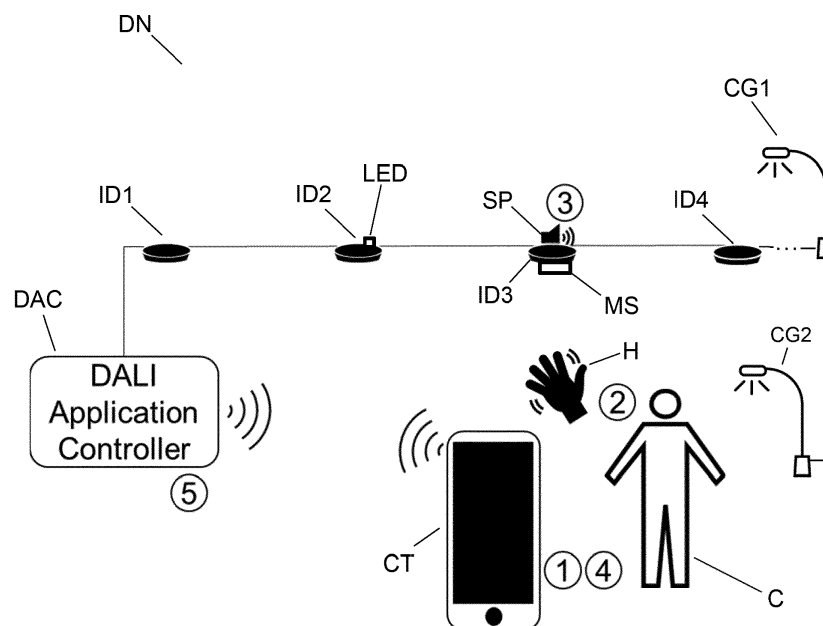 DN
CG1
LED
ID1
ID2
SP
3
ID4
ID3
MS
DAC
H
CG2
DALI
Application
Controller
2
5
CT
1 4
C